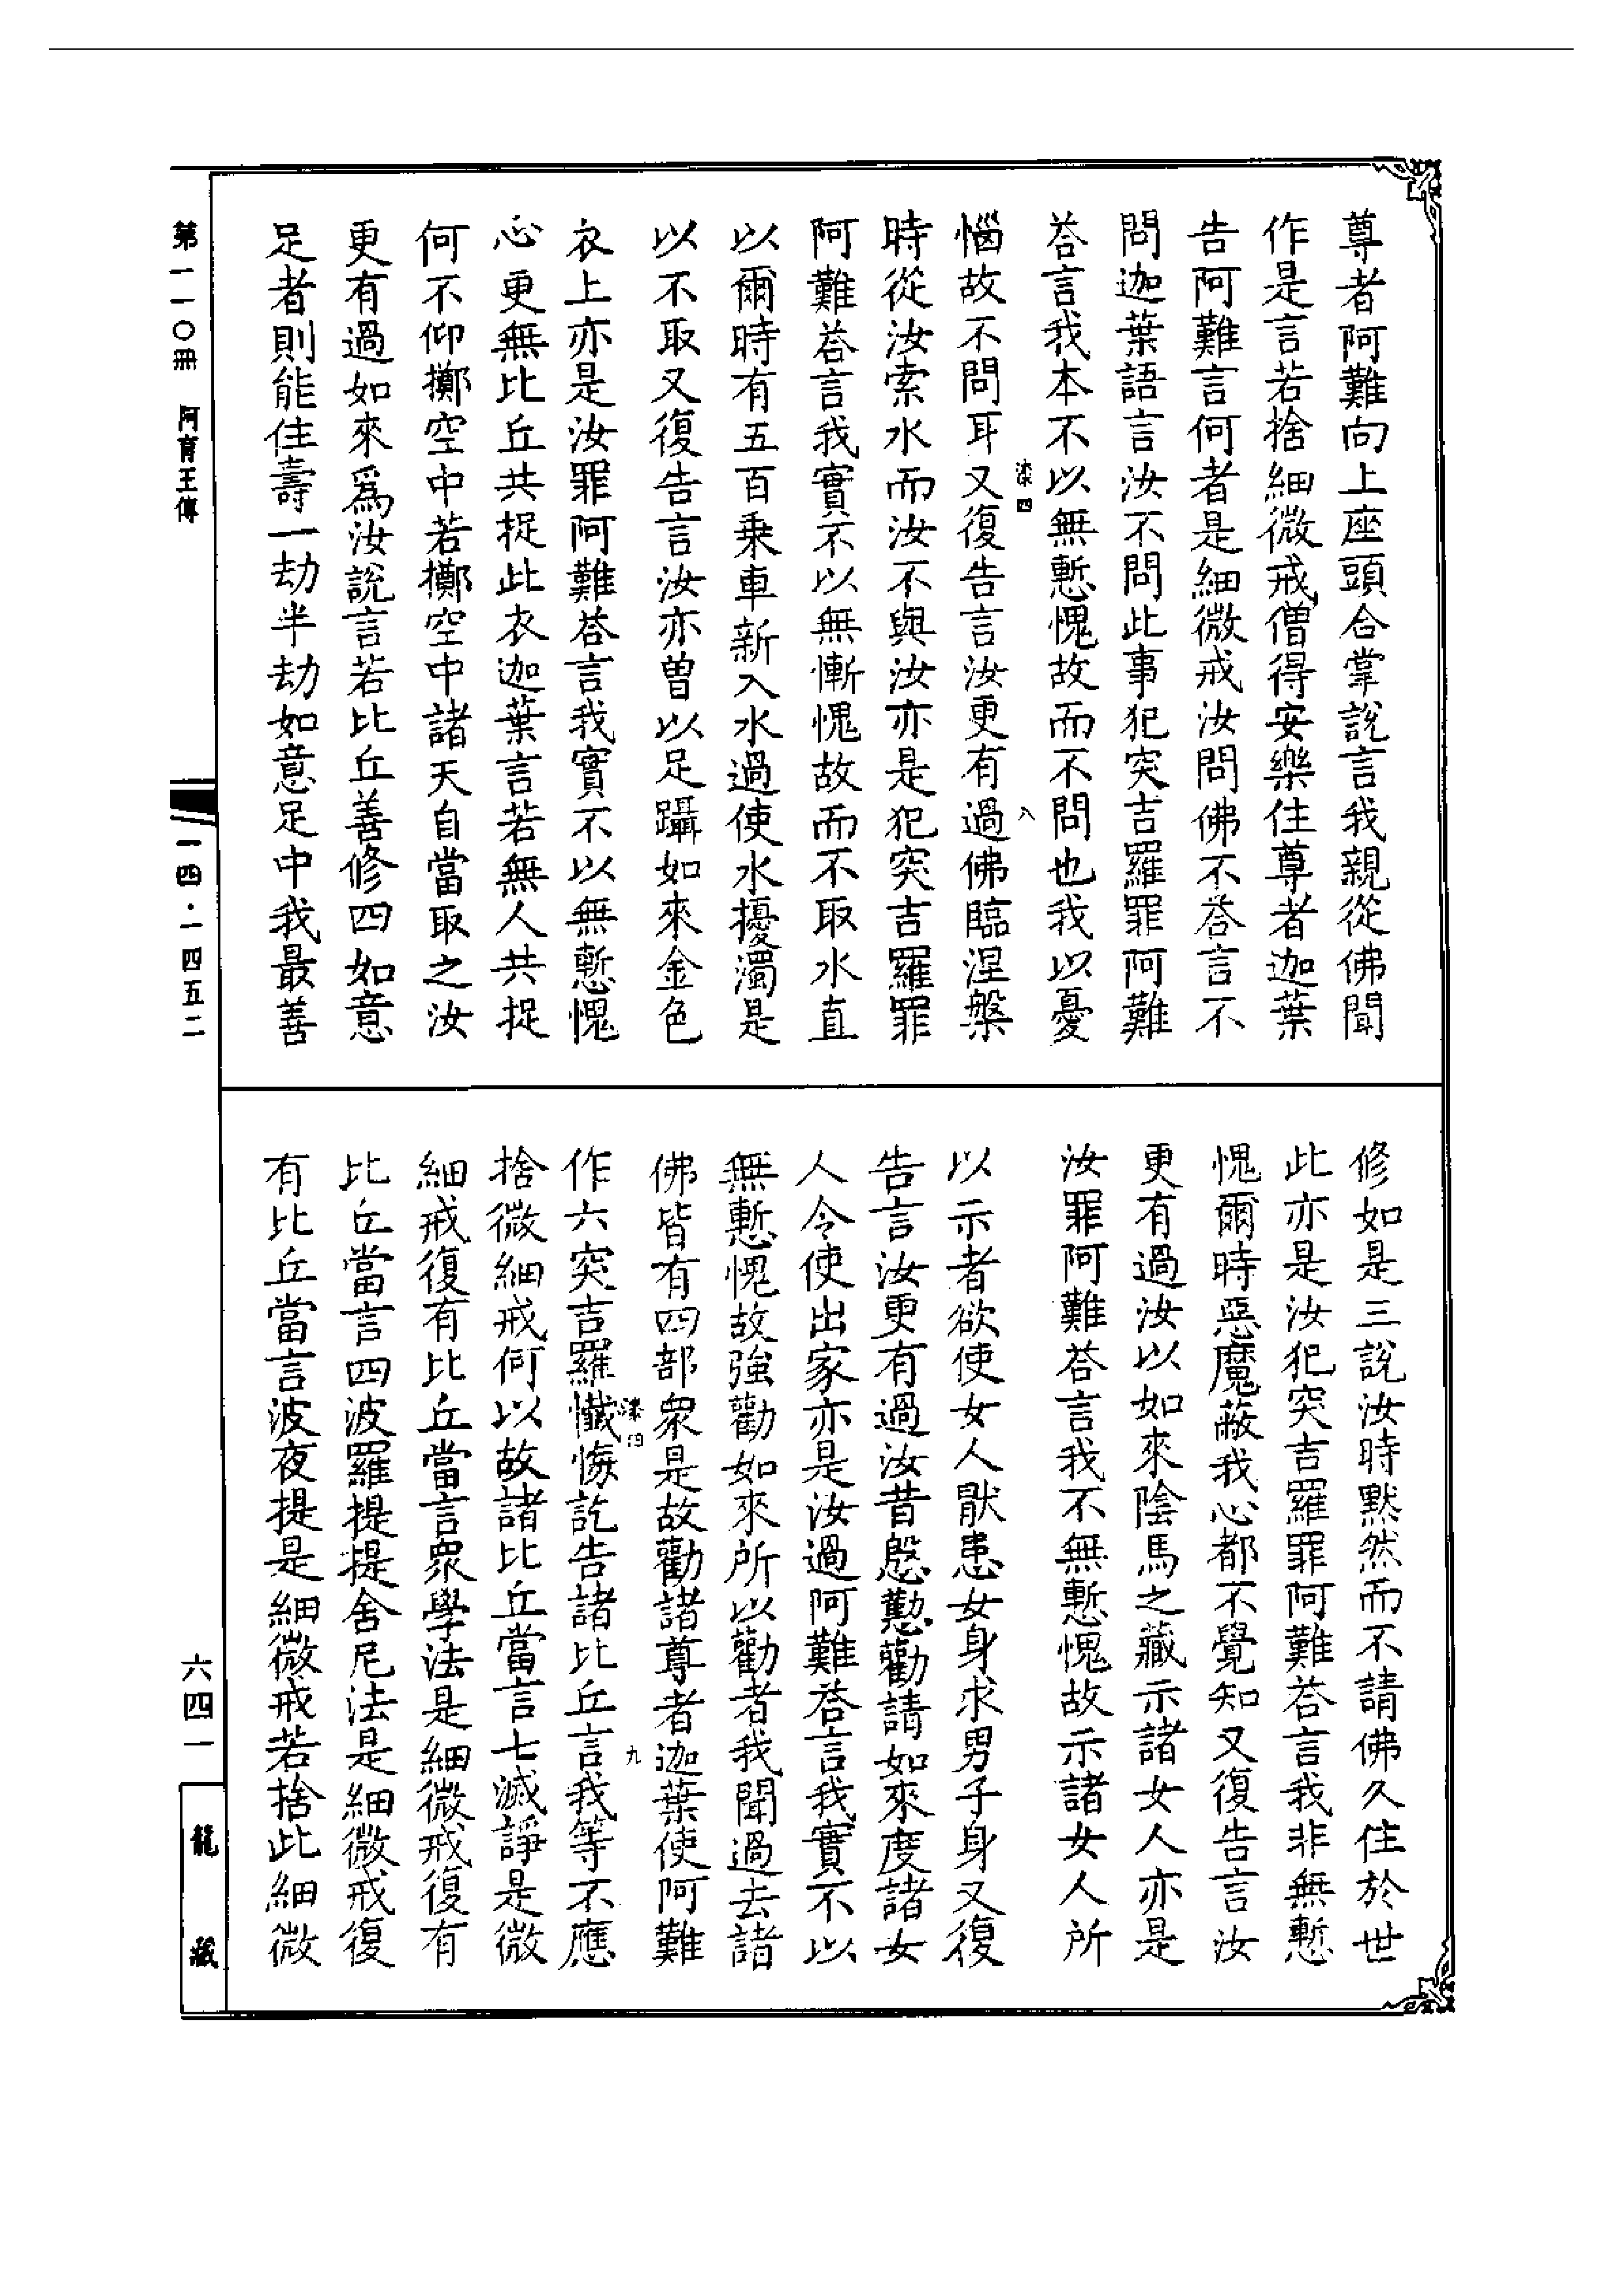 尊者阿難向上座頭合掌說言我親從佛聞
作是言若捨細微戒僧得安樂住尊者迦葉
告阿難言何者是細微戒汝問佛不荅言不
問迦葉語言汝不問此事犯突吉羅罪阿難
荅言我本不以無慙愧故而不問也我以憂
漆四
八
惱故不問耳又復告言汝更有過佛臨涅槃
時從汝索水而汝不與汝亦是犯突吉羅罪
阿難荅言我實不以無慚愧故而不取水直
以爾時有五百乗車新入水過使水擾濁是
以不取又復告言汝亦曽以足躡如來金色
衣上亦是汝罪阿難荅言我實不以無慙愧
心更無比丘共捉此衣迦葉言若無人共捉
何不仰擲空中若擲空中諸天自當取之汝
更有過如來爲汝說言若比丘善修四如意
足者則能住壽一劫半劫如意足中我最善
修如是三說汝時默然而不請佛久住於世
此亦是汝犯突吉羅罪阿難荅言我非無慙
愧爾時惡魔蔽我心都不覺知又復告言汝
更有過汝以如來陰馬之藏示諸女人亦是
汝罪阿難荅言我不無慙愧故示諸女人所
以示者欲使女人猒患女身求男子身又復
告言汝更有過汝昔慇懃勸請如來度諸女
人令使出家亦是汝過阿難荅言我實不以
無慙愧故強勸如來所以勸者我聞過去諸
佛皆有四部衆是故勸諸尊者迦葉使阿難
漆四
九
作六突吉羅懺悔訖告諸比丘言我等不應
捨微細戒何以故諸比丘當言七滅諍是微
細戒復有比丘當言衆學法是細微戒復有
比丘當言四波羅提提舍尼法是細微戒復
有比丘當言波夜提是細微戒若捨此細微
第一一〇冊 阿育王傳
一四·一四五二
六四一
龍藏